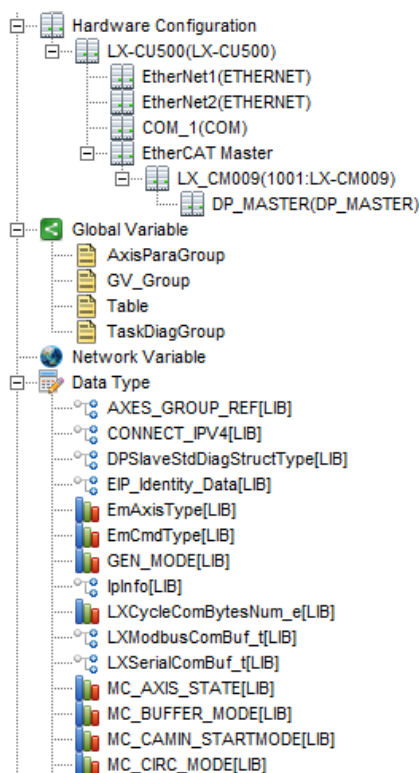 Hardware Configuration
LX-CU500(LX-CU500)
EtherNet1(ETHERNET)
EtherNet2(ETHERNET)
COM_1(COM)
EtherCAT Master
LX_CM009(1001:LX-CM009)
DP_MASTER(DP_MASTER)
Global Variable
AxisParaGroup
GV_Group
Table
TaskDiagGroup
Network Variable
Data Type
AXES_GROUP_REF[LIB]
CONNECT_IPV4[LIB]
DPSlaveStdDiagStructType[LIB]
EIP_Identity_Data[LIB]
EmAxisType[LIB]
EmCmdType[LIB]
GEN_MODE[LIB]
IpInfo[LIB]
LXCycleComBytesNum_e[LIB]
LXModbusComBuf_t[LIB]
LXSerialComBuf_t[LIB]
MC_AXIS_STATE[LIB]
MC_BUFFER_MODE[LIB]
MC_CAMIN_STARTMODE[LIB]
MC_CIRC_MODE[LIB]